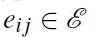 e_{ij} ∈ ℰ